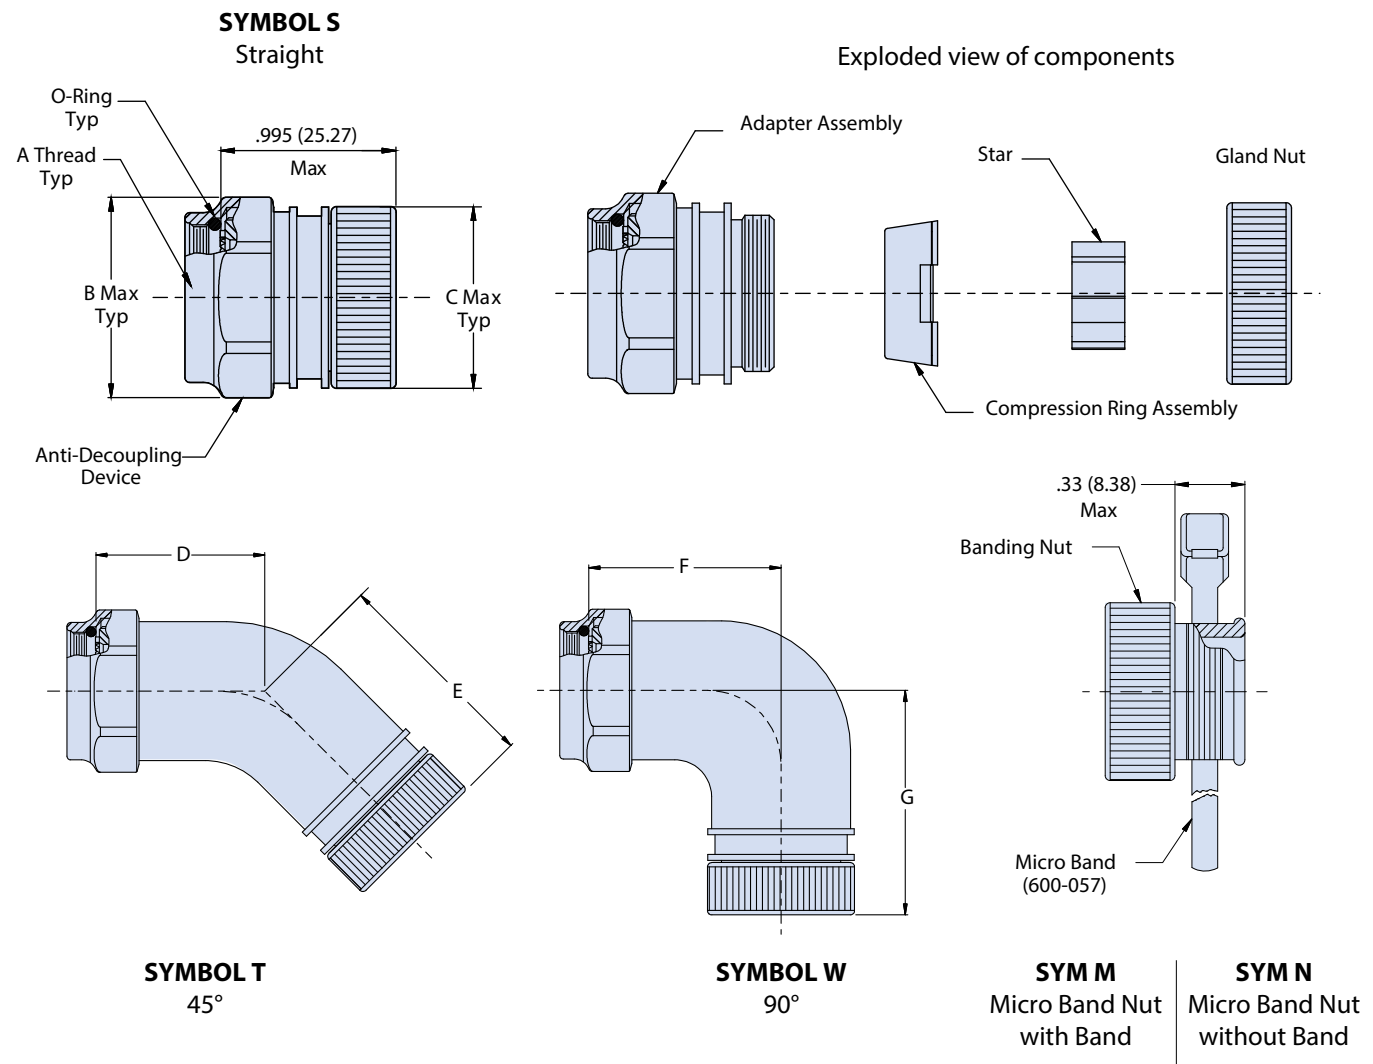 SYMBOL S
Straight
Exploded view of components
O-Ring
Typ
A Thread
Typ
.995 (25.27)
Max
B Max
Typ
C Max
Typ
Anti-Decoupling
Device
Adapter Assembly
Star
Gland Nut
Compression Ring Assembly
D
E
SYMBOL T
45°
F
G
SYMBOL W
90°
.33 (8.38)
Max
Banding Nut
Micro Band
(600-057)
SYM M
Micro Band Nut
with Band
SYM N
Micro Band Nut
without Band